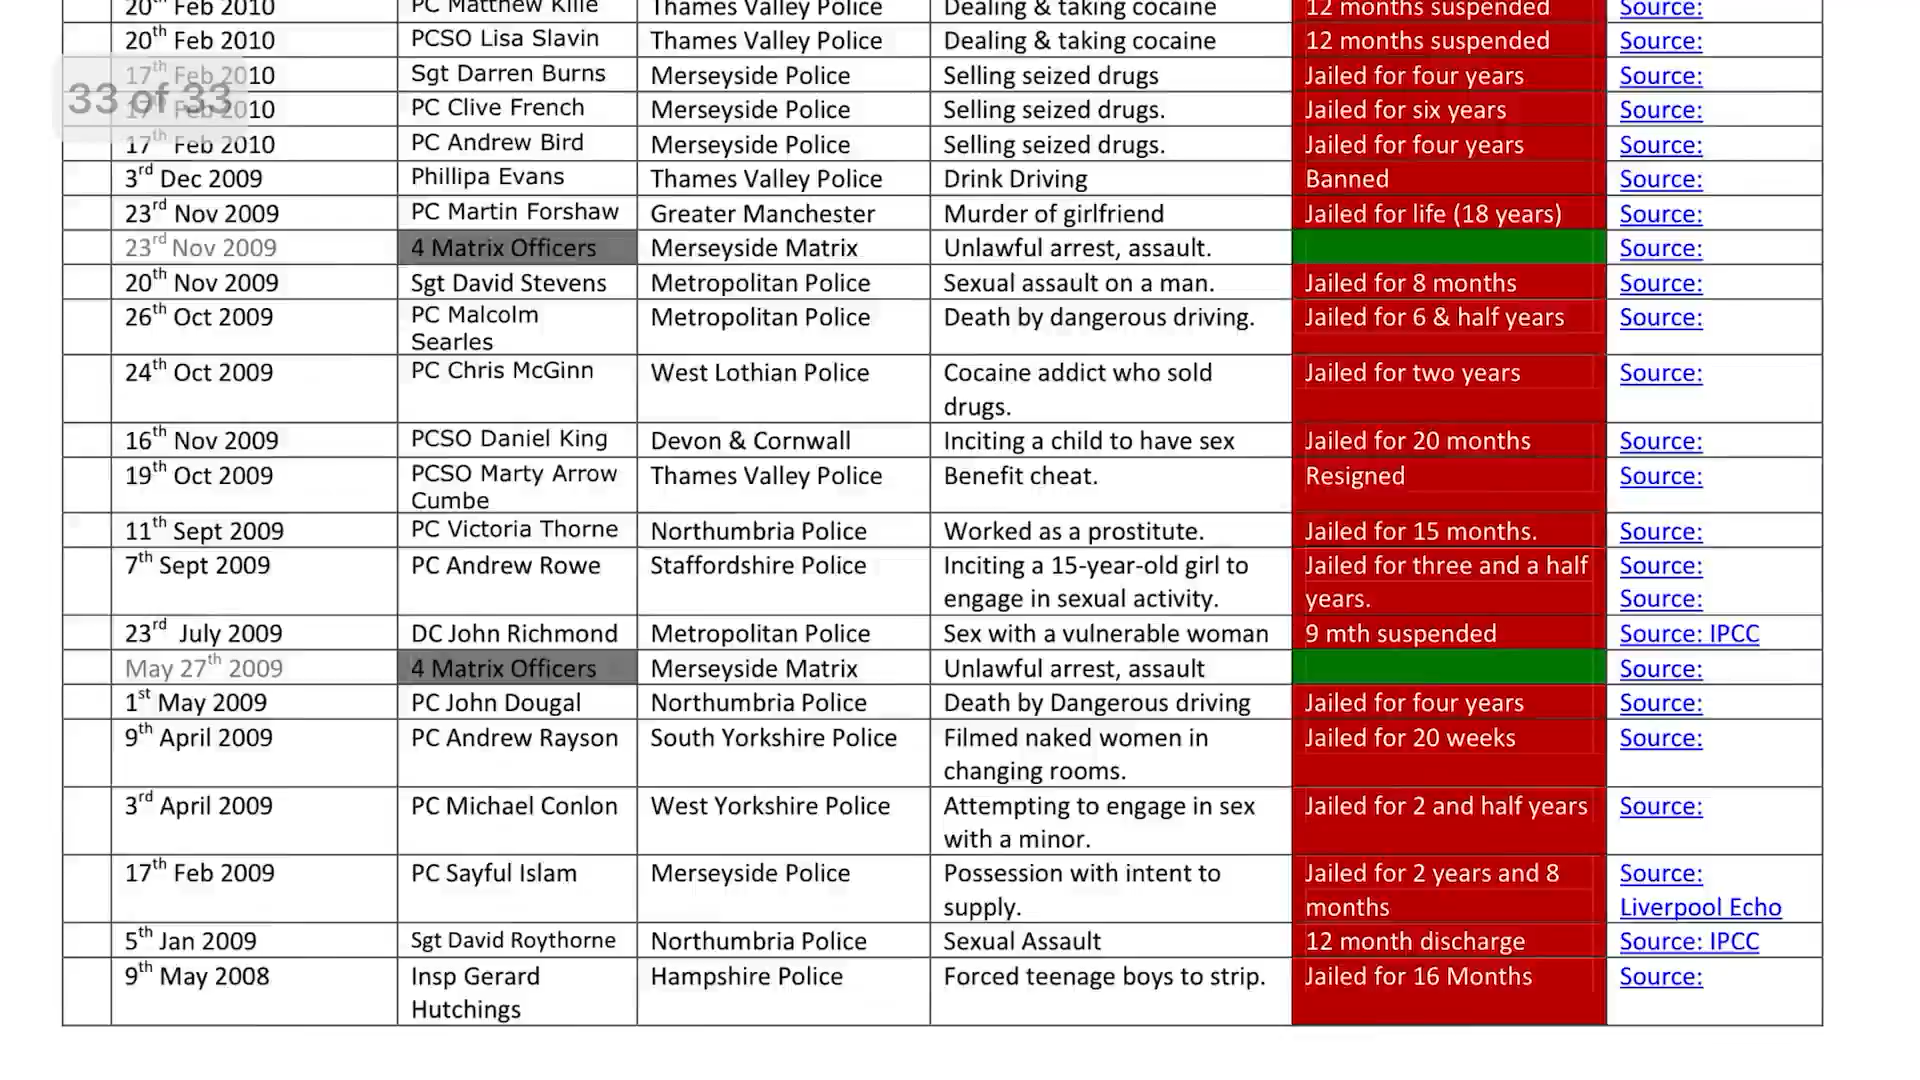 20th Feb 2010 PC Matthew Kille Thames Valley Police Dealing & taking cocaine 12 months suspended Source:
20th Feb 2010 PCSO Lisa Slavin Thames Valley Police Dealing & taking cocaine 12 months suspended Source:
17th Feb 2010 Sgt Darren Burns Merseyside Police Selling seized drugs Jailed for four years Source:
33 of 33
17th Feb 2010 PC Clive French Merseyside Police Selling seized drugs. Jailed for six years Source:
17th Feb 2010 PC Andrew Bird Merseyside Police Selling seized drugs. Jailed for four years Source:
3rd Dec 2009 Phillipa Evans Thames Valley Police Drink Driving Banned Source:
23rd Nov 2009 PC Martin Forshaw Greater Manchester Murder of girlfriend Jailed for life (18 years) Source:
23rd Nov 2009 4 Matrix Officers Merseyside Matrix Unlawful arrest, assault. Source:
20th Nov 2009 Sgt David Stevens Metropolitan Police Sexual assault on a man. Jailed for 8 months Source:
26th Oct 2009 PC Malcolm Metropolitan Police Death by dangerous driving. Jailed for 6 & half years Source:
Searles
24th Oct 2009 PC Chris McGinn West Lothian Police Cocaine addict who sold Jailed for two years Source:
drugs.
16th Nov 2009 PCSO Daniel King Devon & Cornwall Inciting a child to have sex Jailed for 20 months Source:
19th Oct 2009 PCSO Marty Arrow Thames Valley Police Benefit cheat. Resigned Source:
Cumbe
11th Sept 2009 PC Victoria Thorne Northumbria Police Worked as a prostitute. Jailed for 15 months. Source:
7th Sept 2009 PC Andrew Rowe Staffordshire Police Inciting a 15-year-old girl to Jailed for three and a half Source:
engage in sexual activity. years. Source:
23rd July 2009 DC John Richmond Metropolitan Police Sex with a vulnerable woman 9 mth suspended Source: IPCC
May 27th 2009 4 Matrix Officers Merseyside Matrix Unlawful arrest, assault Source:
1st May 2009 PC John Dougal Northumbria Police Death by Dangerous driving Jailed for four years Source:
9th April 2009 PC Andrew Rayson South Yorkshire Police Filmed naked women in Jailed for 20 weeks Source:
changing rooms.
3rd April 2009 PC Michael Conlon West Yorkshire Police Attempting to engage in sex Jailed for 2 and half years Source:
with a minor.
17th Feb 2009 PC Sayful Islam Merseyside Police Possession with intent to Jailed for 2 years and 8 Source:
supply. months Liverpool Echo
5th Jan 2009 Sgt David Roythorne Northumbria Police Sexual Assault 12 month discharge Source: IPCC
9th May 2008 Insp Gerard Hampshire Police Forced teenage boys to strip. Jailed for 16 Months Source:
Hutchings